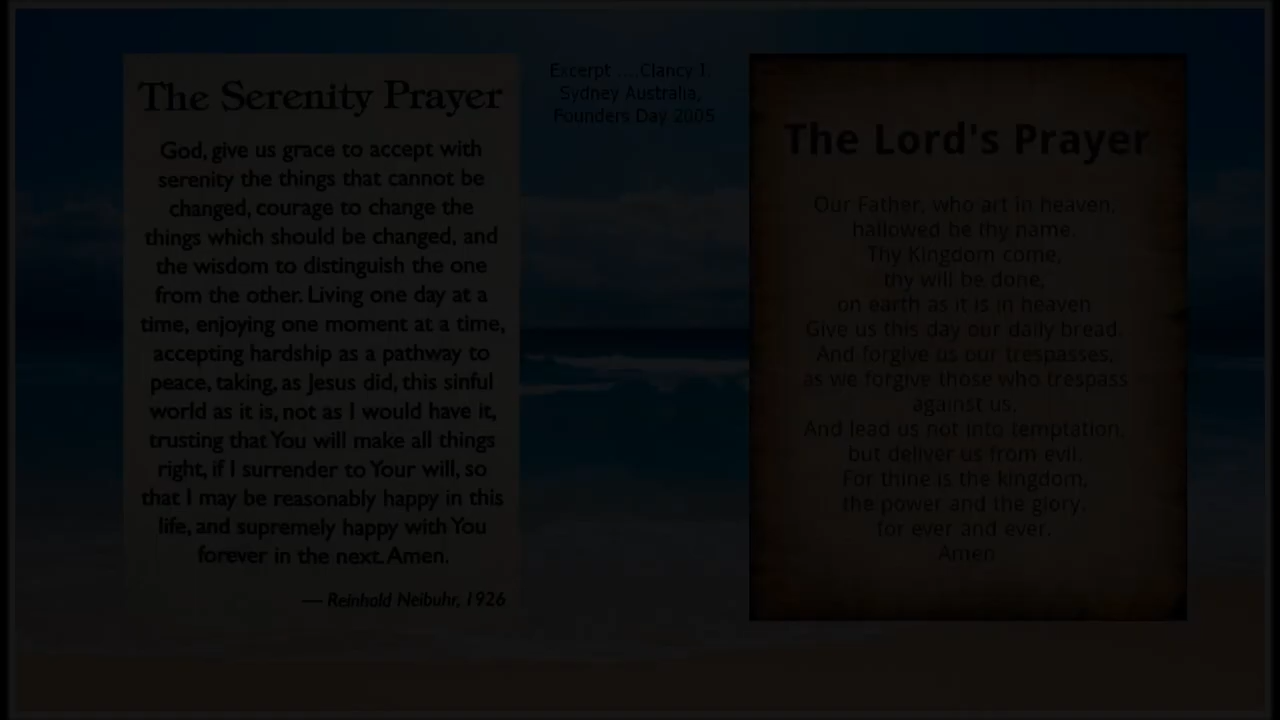 The Serenity Prayer
God, give us grace to accept with
serenity the things that cannot be
changed, courage to change the
things which should be changed, and
the wisdom to distinguish the one
from the other. Living one day at a
time, enjoying one moment at a time,
accepting hardship as a pathway to
peace, taking, as Jesus did, this sinful
world as it is, not as I would have it,
trusting that You will make all things
right, if I surrender to Your will, so
that I may be reasonably happy in this
life, and supremely happy with You
forever in the next. Amen.
— Reinhold Neibuhr, 1926
Excerpt ....Clancy I.
Sydney Australia,
Founders Day 2005
The Lord's Prayer
Our Father, who art in heaven,
hallowed be thy name.
Thy Kingdom come,
thy will be done,
on earth as it is in heaven
Give us this day our daily bread.
And forgive us our trespasses,
as we forgive those who trespass
against us.
And lead us not into temptation,
but deliver us from evil.
For thine is the kingdom,
the power and the glory,
for ever and ever.
Amen